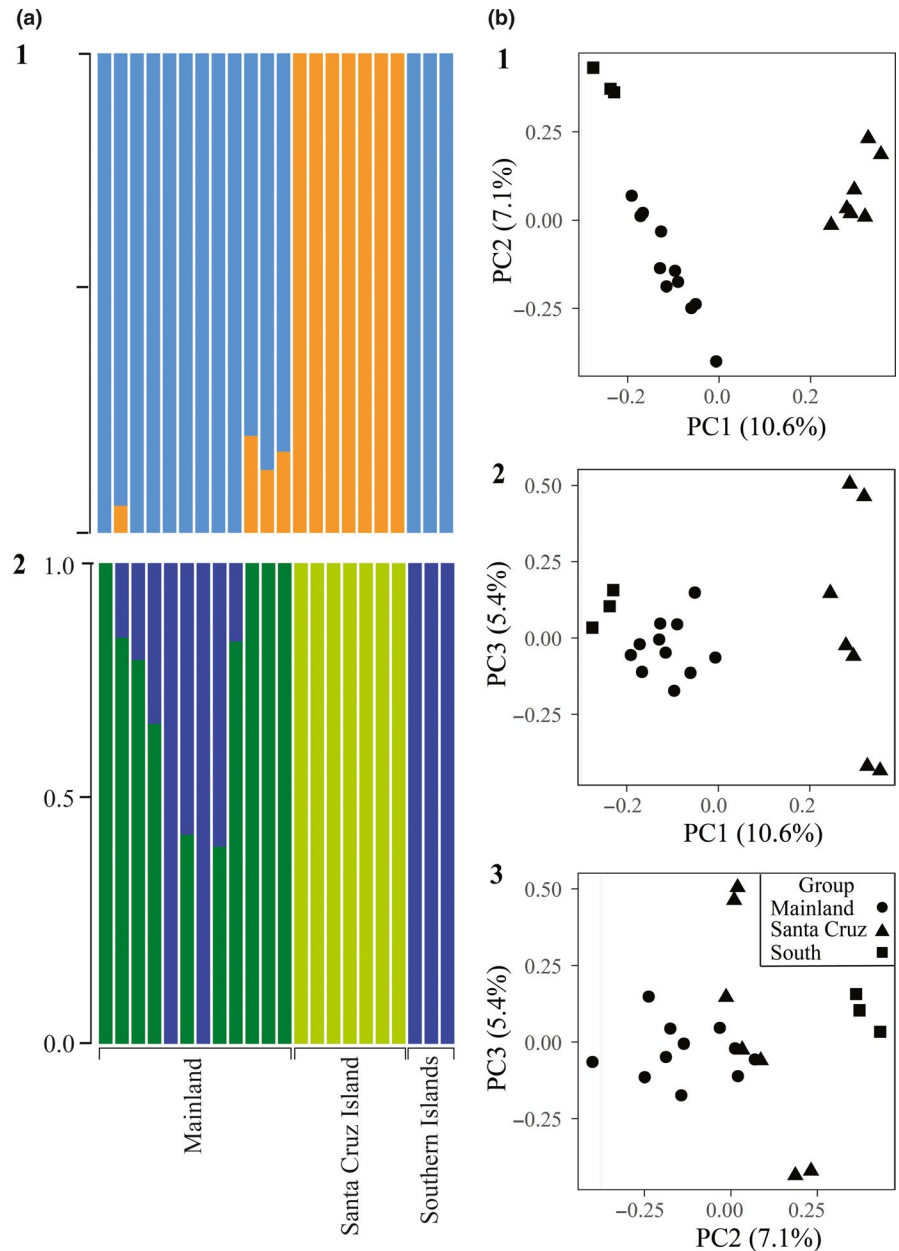 (a)
1
2
1.0
0.5
0.0
Mainland
Santa Cruz Island
Southern Islands
(b)
1
PC2 (7.1%)
0.25
0.00
−0.25
−0.2
0.0
0.2
PC1 (10.6%)
2
PC3 (5.4%)
0.50
0.25
0.00
−0.25
−0.2
0.0
0.2
PC1 (10.6%)
3
PC3 (5.4%)
0.50
0.25
0.00
−0.25
Group
Mainland
Santa Cruz
South
−0.25
0.00
0.25
PC2 (7.1%)